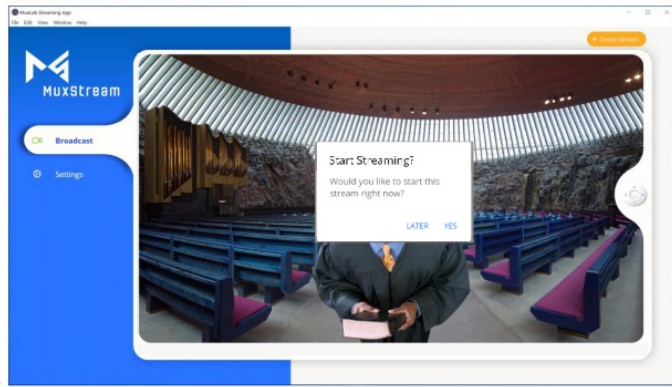 MuxLab Streaming App
File Edit View Window Help
+ Create Stream
MuxStream
Broadcast
Settings
Start Streaming?
Would you like to start this
stream right now?
LATER YES